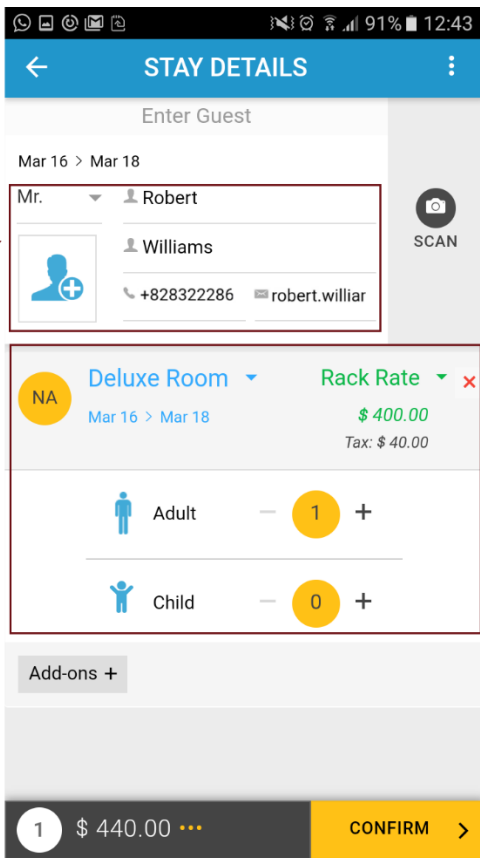 91% 12:43
STAY DETAILS
Enter Guest
Mar 16 > Mar 18
Mr. Robert
Williams
SCAN
+828322286 robert.williar
NA
Deluxe Room Rack Rate
Mar 16 > Mar 18 $ 400.00
Tax: $ 40.00
Adult − 1 +
Child − 0 +
Add-ons +
1 $ 440.00 ••• CONFIRM >